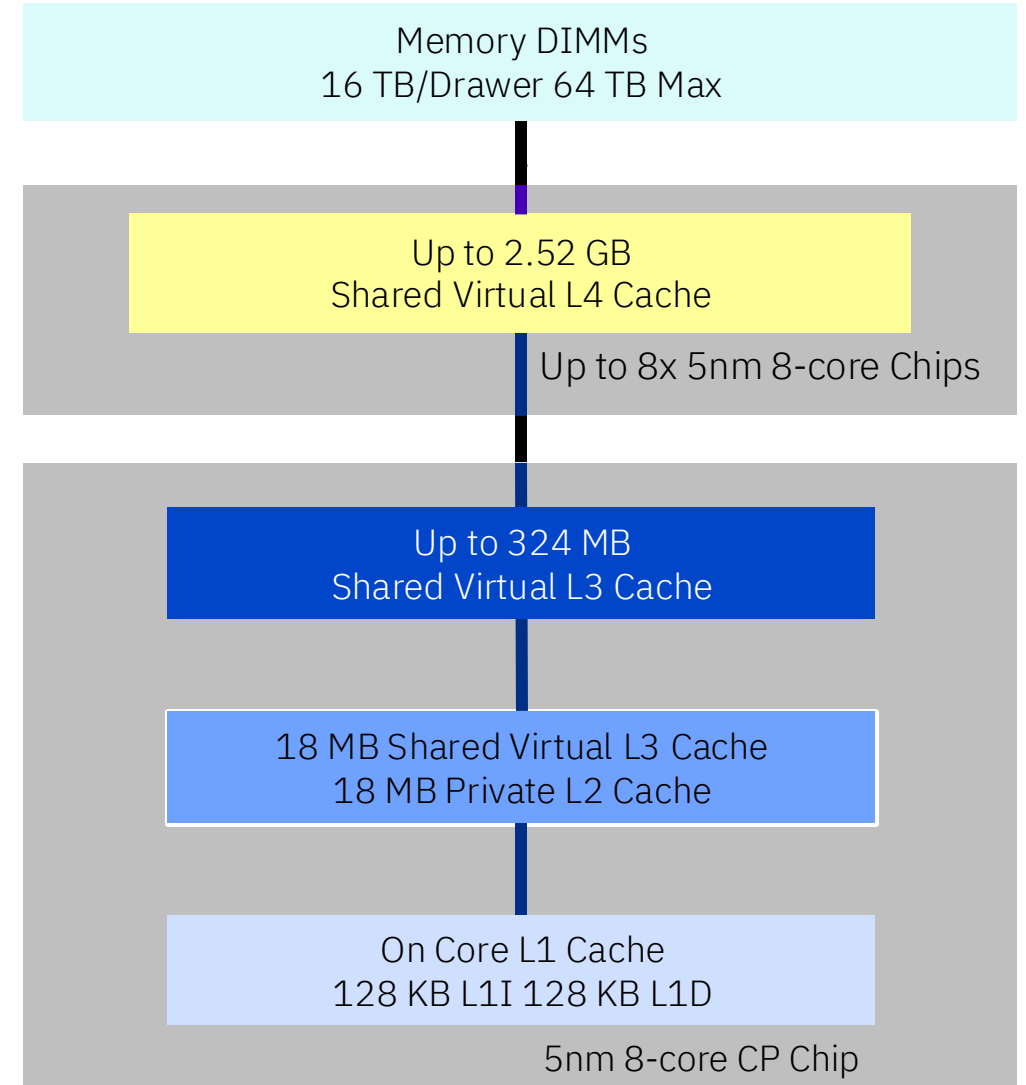 Memory DIMMs
16 TB/Drawer 64 TB Max
Up to 2.52 GB
Shared Virtual L4 Cache
Up to 8x 5nm 8-core Chips
Up to 324 MB
Shared Virtual L3 Cache
18 MB Shared Virtual L3 Cache
18 MB Private L2 Cache
On Core L1 Cache
128 KB L1I 128 KB L1D
5nm 8-core CP Chip